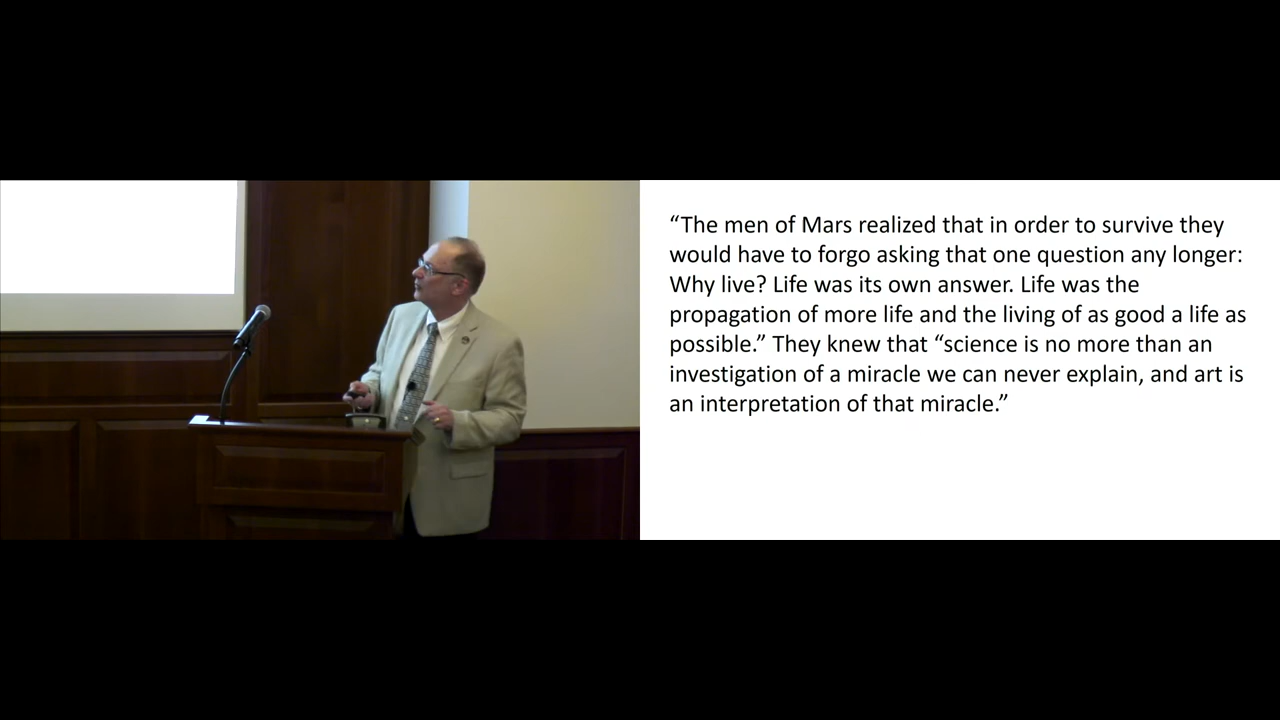 “The men of Mars realized that in order to survive they
would have to forgo asking that one question any longer:
Why live? Life was its own answer. Life was the
propagation of more life and the living of as good a life as
possible.” They knew that “science is no more than an
investigation of a miracle we can never explain, and art is
an interpretation of that miracle.”